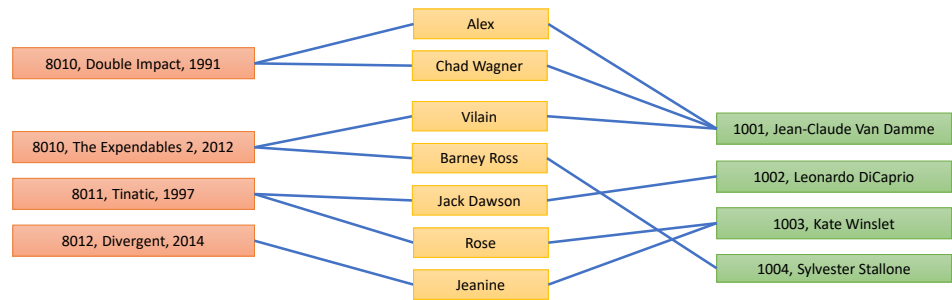 8010, Double Impact, 1991
8010, The Expendables 2, 2012
8011, Tinatic, 1997
8012, Divergent, 2014
Alex
Chad Wagner
Vilain
Barney Ross
Jack Dawson
Rose
Jeanine
1001, Jean-Claude Van Damme
1002, Leonardo DiCaprio
1003, Kate Winslet
1004, Sylvester Stallone